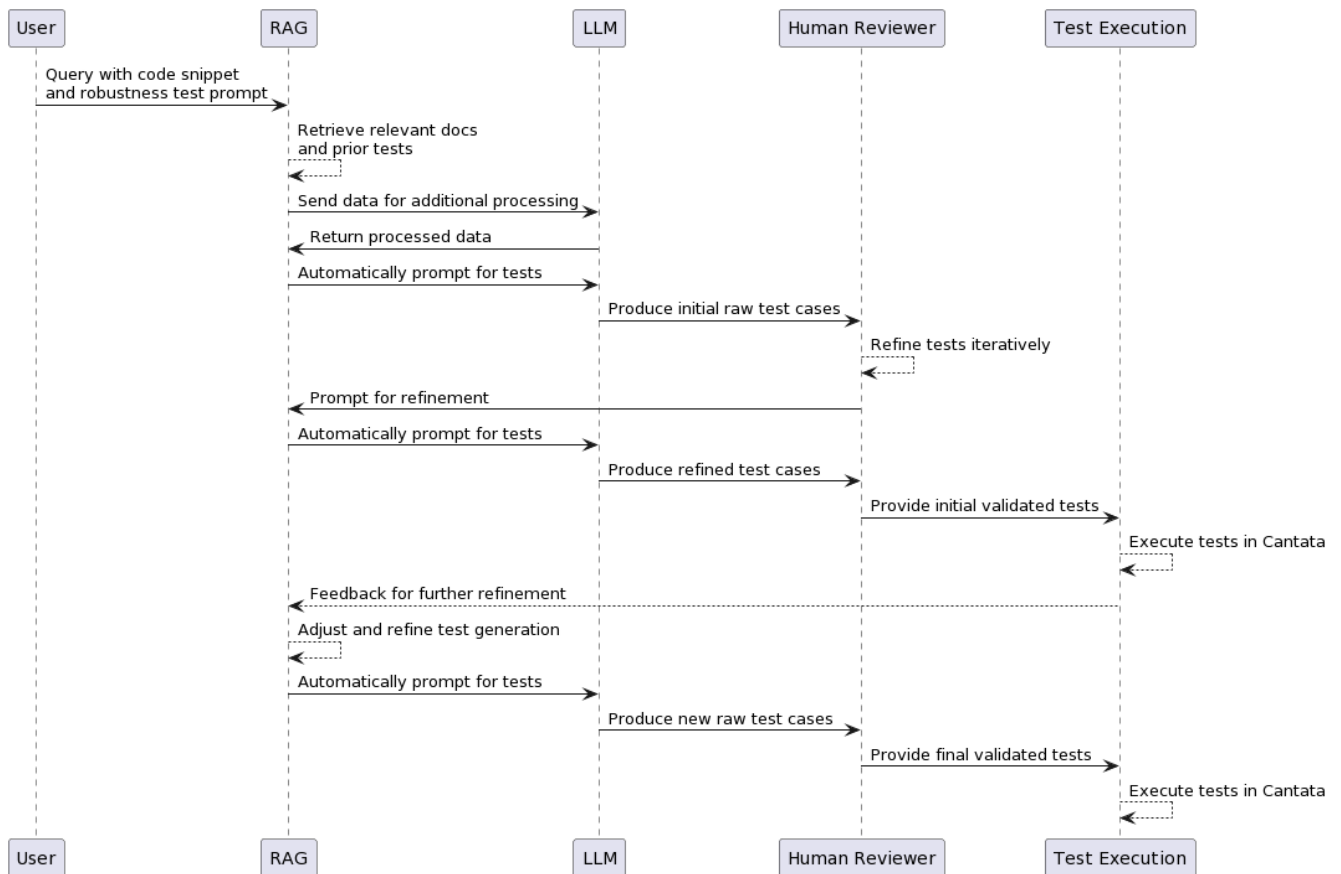 User
RAG
LLM
Human Reviewer
Test Execution
Query with code snippet
and robustness test prompt
Retrieve relevant docs
and prior tests
Send data for additional processing
Return processed data
Automatically prompt for tests
Produce initial raw test cases
Refine tests iteratively
Prompt for refinement
Automatically prompt for tests
Produce refined test cases
Provide initial validated tests
Execute tests in Cantata
Feedback for further refinement
Adjust and refine test generation
Automatically prompt for tests
Produce new raw test cases
Provide final validated tests
Execute tests in Cantata
User
RAG
LLM
Human Reviewer
Test Execution